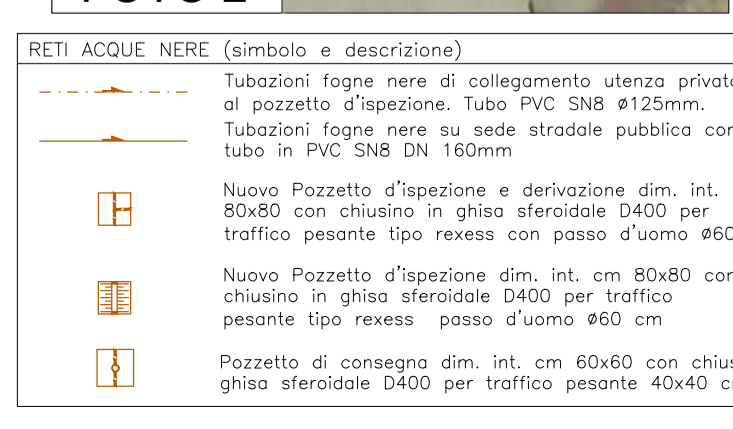 RETI ACQUE NERE (simbolo e descrizione)
Tubazioni fogne nere di collegamento utenza
al pozzetto d'ispezione. Tubo PVC SN8 ø125mm.
Tubazioni fogne nere su sede stradale pubblica
tubo in PVC SN8 DN 160mm
Nuovo Pozzetto d'ispezione e derivazione dim. int.
80x80 con chiusino in ghisa sferoidale D400 per
traffico pesante tipo rexess con passo d'uomo ø60
Nuovo Pozzetto d'ispezione dim. int. cm 80x80
chiusino in ghisa sferoidale D400 per traffico
pesante tipo rexess passo d'uomo ø60 cm
Pozzetto di consegna dim. int. cm 60x60 con
ghisa sferoidale D400 per traffico pesante 40x40